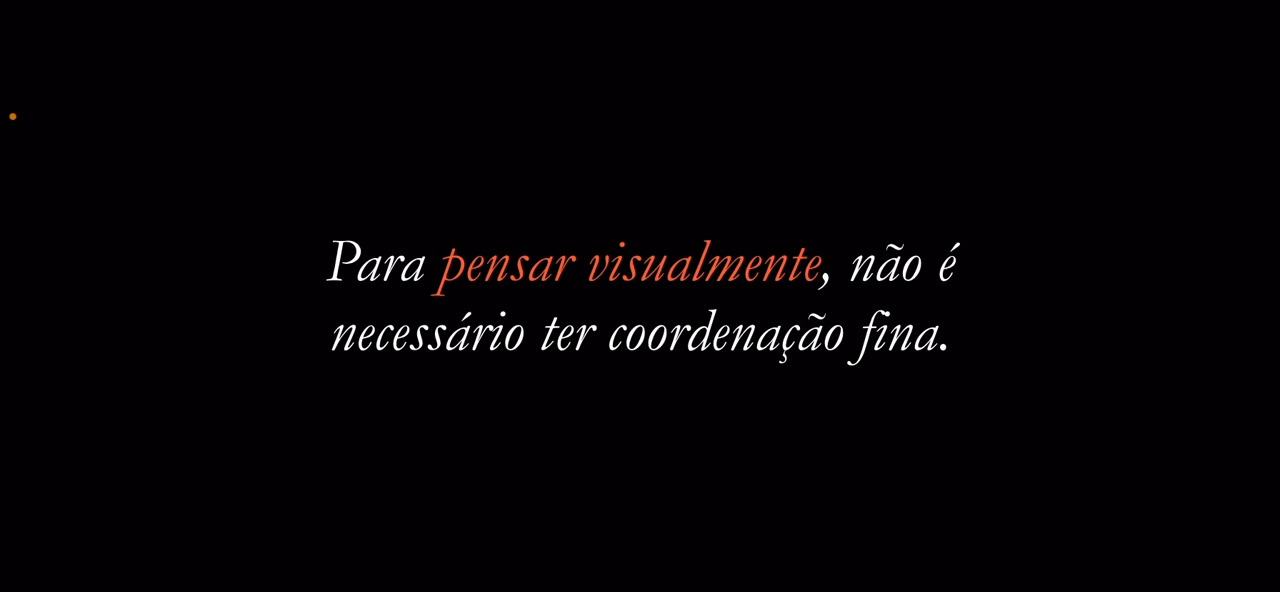 Para pensar visualmente, não é
necessário ter coordenação fina.